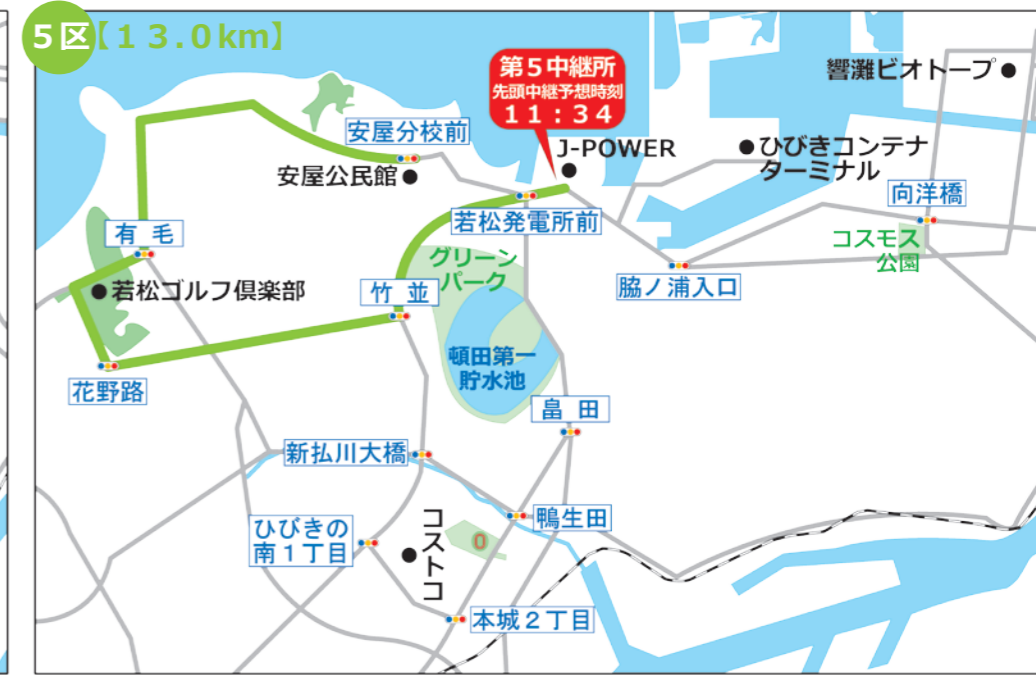 5区【13.0km】
第5中継所
先頭中継予想時刻
11：34
響灘ビオトープ
安屋分校前
J-POWER
ひびきコンテナ
ターミナル
安屋公民館
向洋橋
若松発電所前
有毛
コスモス
公園
グリーン
パーク
脇ノ浦入口
若松ゴルフ倶楽部
竹並
頓田第一
貯水池
花野路
畠田
新払川大橋
鴨生田
コストコ
ひびきの
南1丁目
本城2丁目